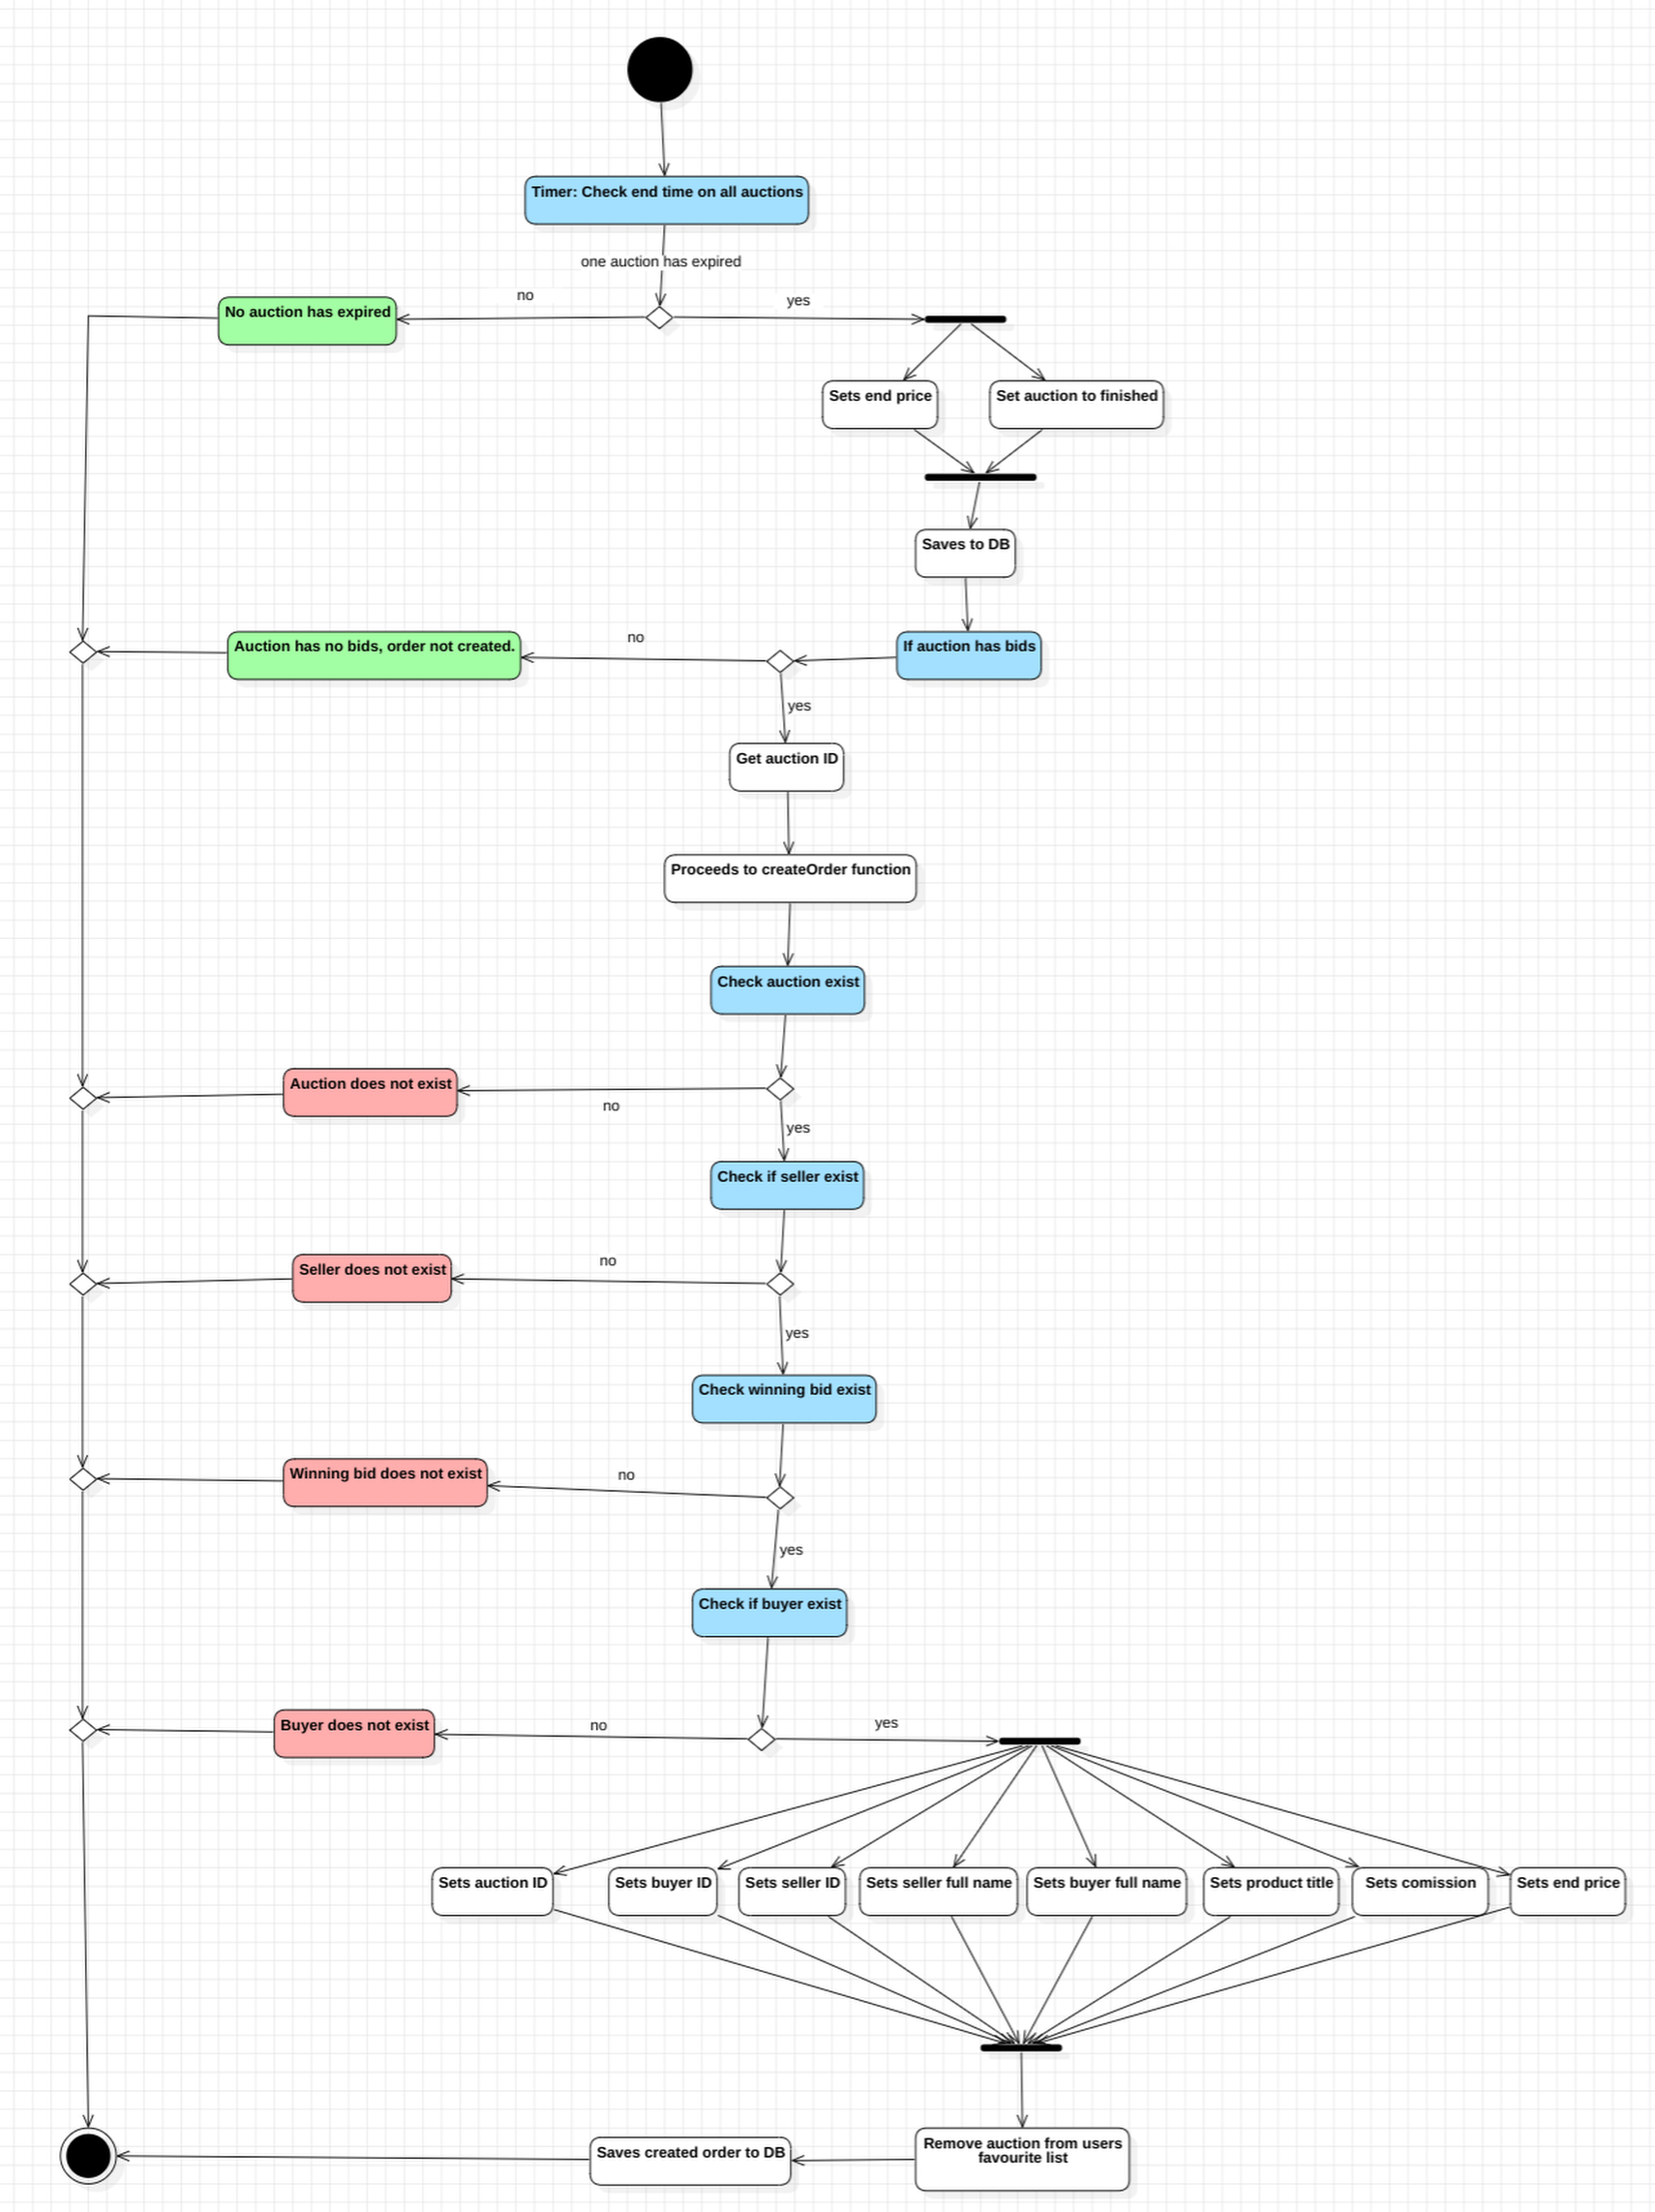 Timer: Check end time on all auctions
one auction has expired
no
yes
No auction has expired
Sets end price
Set auction to finished
Saves to DB
Auction has no bids, order not created.
no
If auction has bids
yes
Get auction ID
Proceeds to createOrder function
Check auction exist
Auction does not exist
no
yes
Check if seller exist
Seller does not exist
no
yes
Check winning bid exist
Winning bid does not exist
no
yes
Check if buyer exist
Buyer does not exist
no
yes
Sets auction ID
Sets buyer ID
Sets seller ID
Sets seller full name
Sets buyer full name
Sets product title
Sets comission
Sets end price
Remove auction from users
favourite list
Saves created order to DB